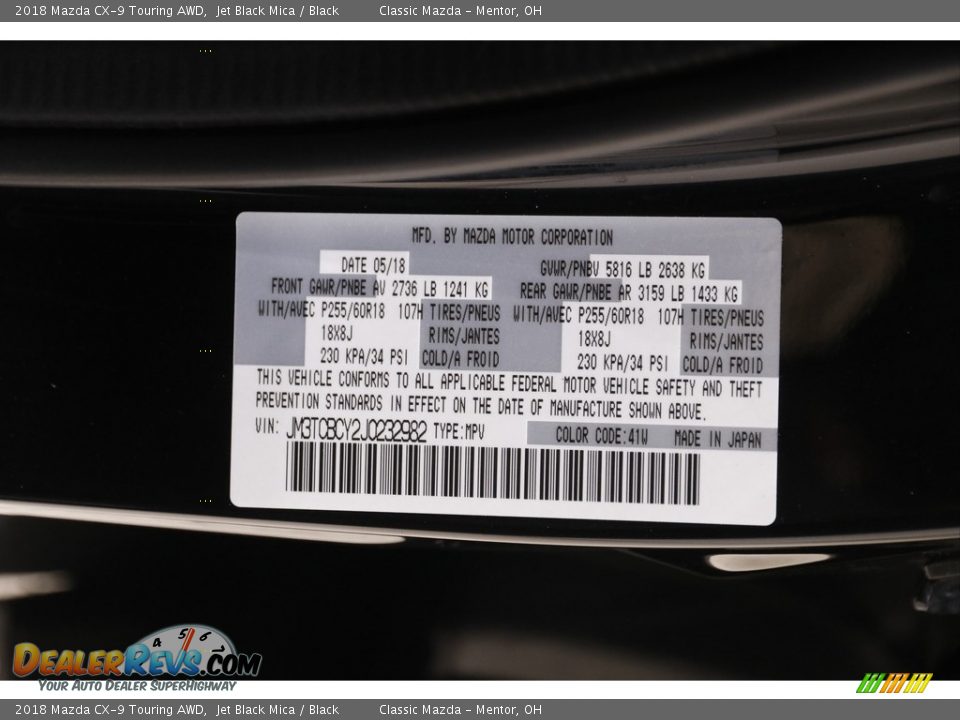 2018 Mazda CX-9 Touring AWD, Jet Black Mica / Black Classic Mazda - Mentor, OH
MFD. BY MAZDA MOTOR CORPORATION
DATE 05/18 GVWR/PNBV 5816 LB 2638 KG
FRONT GAWR/PNBE AV 2736 LB 1241 KG REAR GAWR/PNBE AR 3159 LB 1433 KG
WITH/AVEC P255/60R18 107H TIRES/PNEUS WITH/AVEC P255/60R18 107H TIRES/PNEUS
18X8J RIMS/JANTES 18X8J RIMS/JANTES
230 KPA/34 PSI COLD/A FROID 230 KPA/34 PSI COLD/A FROID
THIS VEHICLE CONFORMS TO ALL APPLICABLE FEDERAL MOTOR VEHICLE SAFETY AND THEFT
PREVENTION STANDARDS IN EFFECT ON THE DATE OF MANUFACTURE SHOWN ABOVE.
VIN: JM3TCBCY2J0232982 TYPE:MPV COLOR CODE:41W MADE IN JAPAN
4 5 6
DEALERREVS.COM
YOUR AUTO DEALER SUPERHIGHWAY
2018 Mazda CX-9 Touring AWD, Jet Black Mica / Black Classic Mazda - Mentor, OH